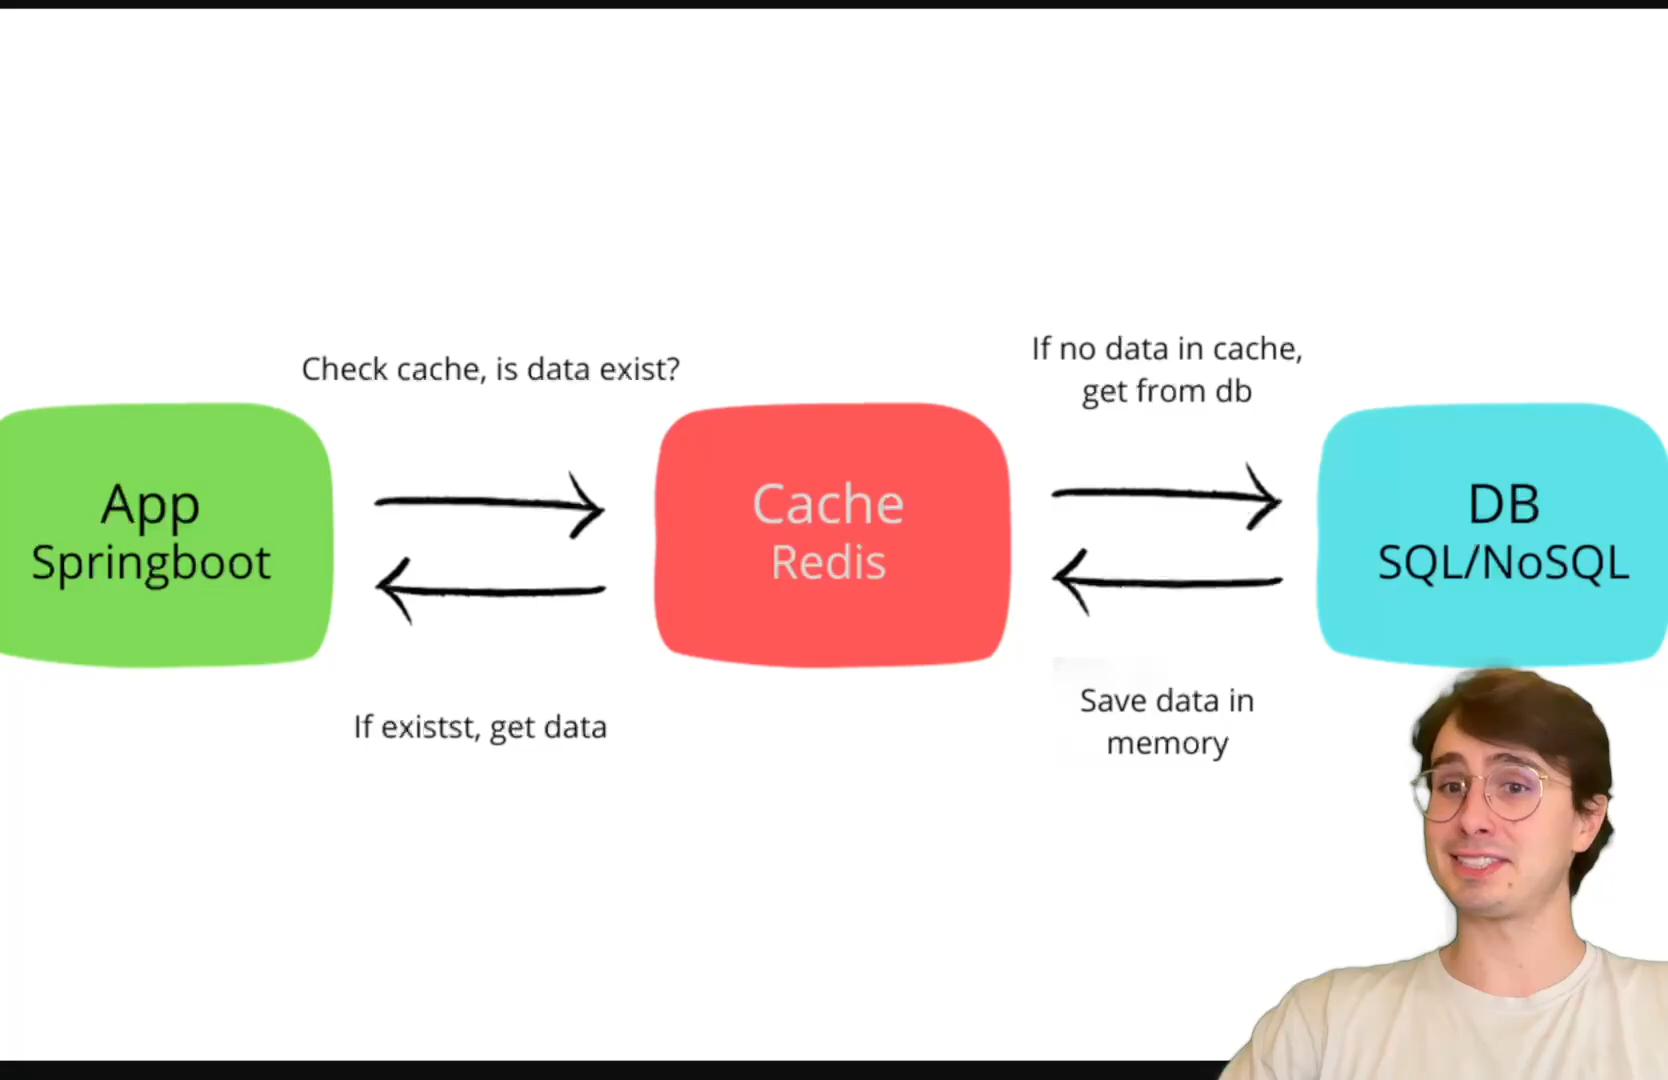 Check cache, is data exist?
If no data in cache,
get from db
App
Springboot
Cache
Redis
DB
SQL/NoSQL
If existst, get data
Save data in
memory